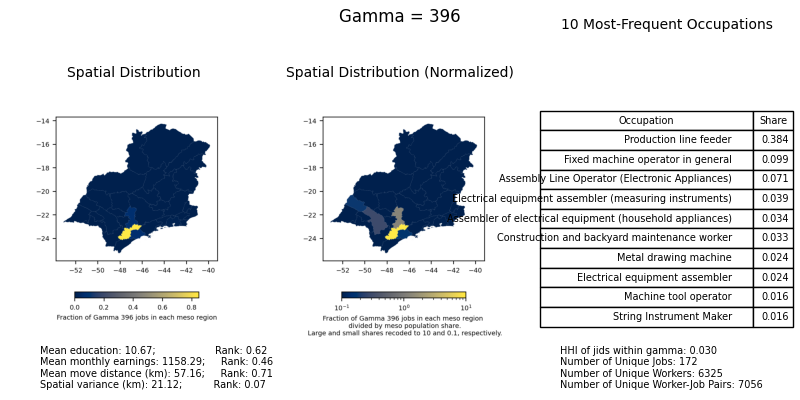 Gamma = 396
10 Most-Frequent Occupations
Spatial Distribution
Spatial Distribution (Normalized)
−14
−16
−18
−20
−22
−24
−52 −50 −48 −46 −44 −42 −40
0.0 0.2 0.4 0.6 0.8
Fraction of Gamma 396 jobs in each meso region
−14
−16
−18
−20
−22
−24
−52 −50 −48 −46 −44 −42 −40
10⁻¹ 10⁰ 10¹
Fraction of Gamma 396 jobs in each meso region
divided by meso population share.
Large and small shares recoded to 10 and 0.1, respectively.
Occupation Share
Production line feeder 0.384
Fixed machine operator in general 0.099
Assembly Line Operator (Electronic Appliances) 0.071
Electrical equipment assembler (measuring instruments) 0.039
Assembler of electrical equipment (household appliances) 0.034
Construction and backyard maintenance worker 0.033
Metal drawing machine 0.024
Electrical equipment assembler 0.024
Machine tool operator 0.016
String Instrument Maker 0.016
Mean education: 10.67; Rank: 0.62
Mean monthly earnings: 1158.29; Rank: 0.46
Mean move distance (km): 57.16; Rank: 0.71
Spatial variance (km): 21.12; Rank: 0.07
HHI of jids within gamma: 0.030
Number of Unique Jobs: 172
Number of Unique Workers: 6325
Number of Unique Worker-Job Pairs: 7056